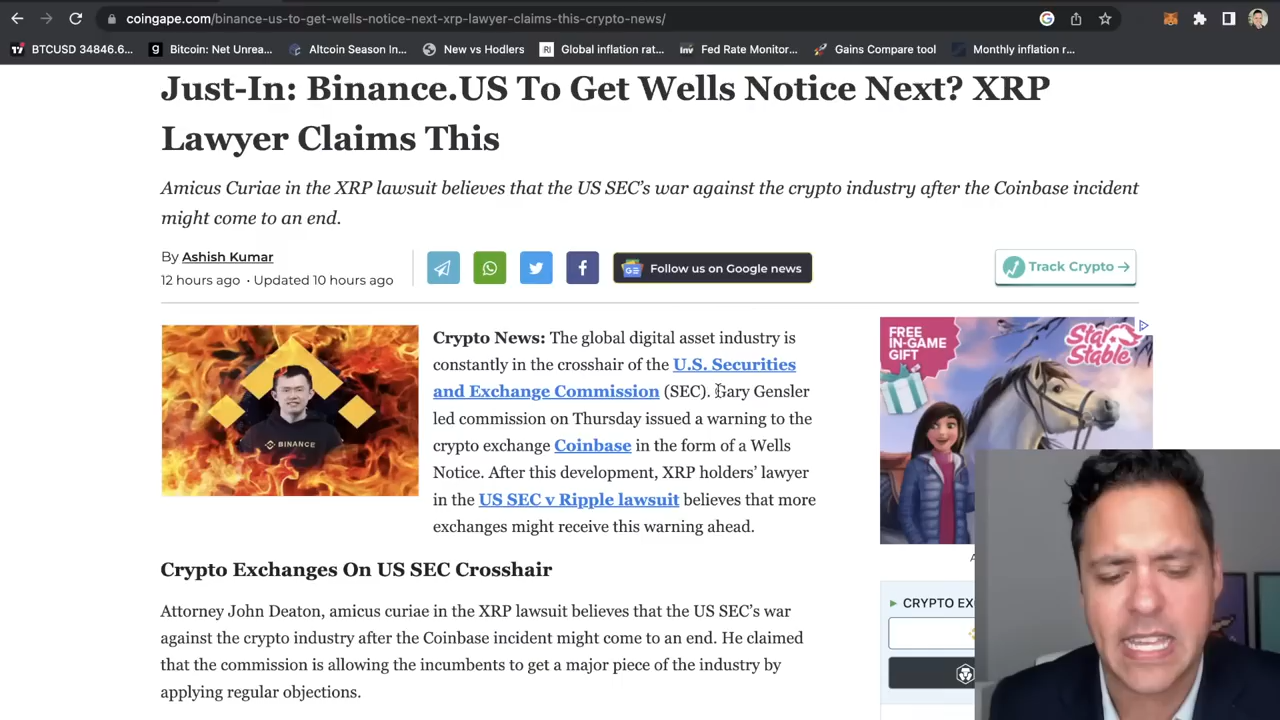 coingape.com/binance-us-to-get-wells-notice-next-xrp-lawyer-claims-this-crypto-news/
BTCUSD 34846.6... Bitcoin: Net Unrea... Altcoin Season In... New vs Hodlers Global inflation rat... Fed Rate Monitor... Gains Compare tool Monthly inflation r...
Just-In: Binance.US To Get Wells Notice Next? XRP
Lawyer Claims This
Amicus Curiae in the XRP lawsuit believes that the US SEC's war against the crypto industry after the Coinbase incident
might come to an end.
By Ashish Kumar
12 hours ago · Updated 10 hours ago
Follow us on Google news
Track Crypto →
BINANCE
Crypto News: The global digital asset industry is
constantly in the crosshair of the U.S. Securities
and Exchange Commission (SEC). Gary Gensler
led commission on Thursday issued a warning to the
crypto exchange Coinbase in the form of a Wells
Notice. After this development, XRP holders' lawyer
in the US SEC v Ripple lawsuit believes that more
exchanges might receive this warning ahead.
FREE
IN-GAME
GIFT
Star
Stable
CRYPTO EX
Crypto Exchanges On US SEC Crosshair
Attorney John Deaton, amicus curiae in the XRP lawsuit believes that the US SEC's war
against the crypto industry after the Coinbase incident might come to an end. He claimed
that the commission is allowing the incumbents to get a major piece of the industry by
applying regular objections.